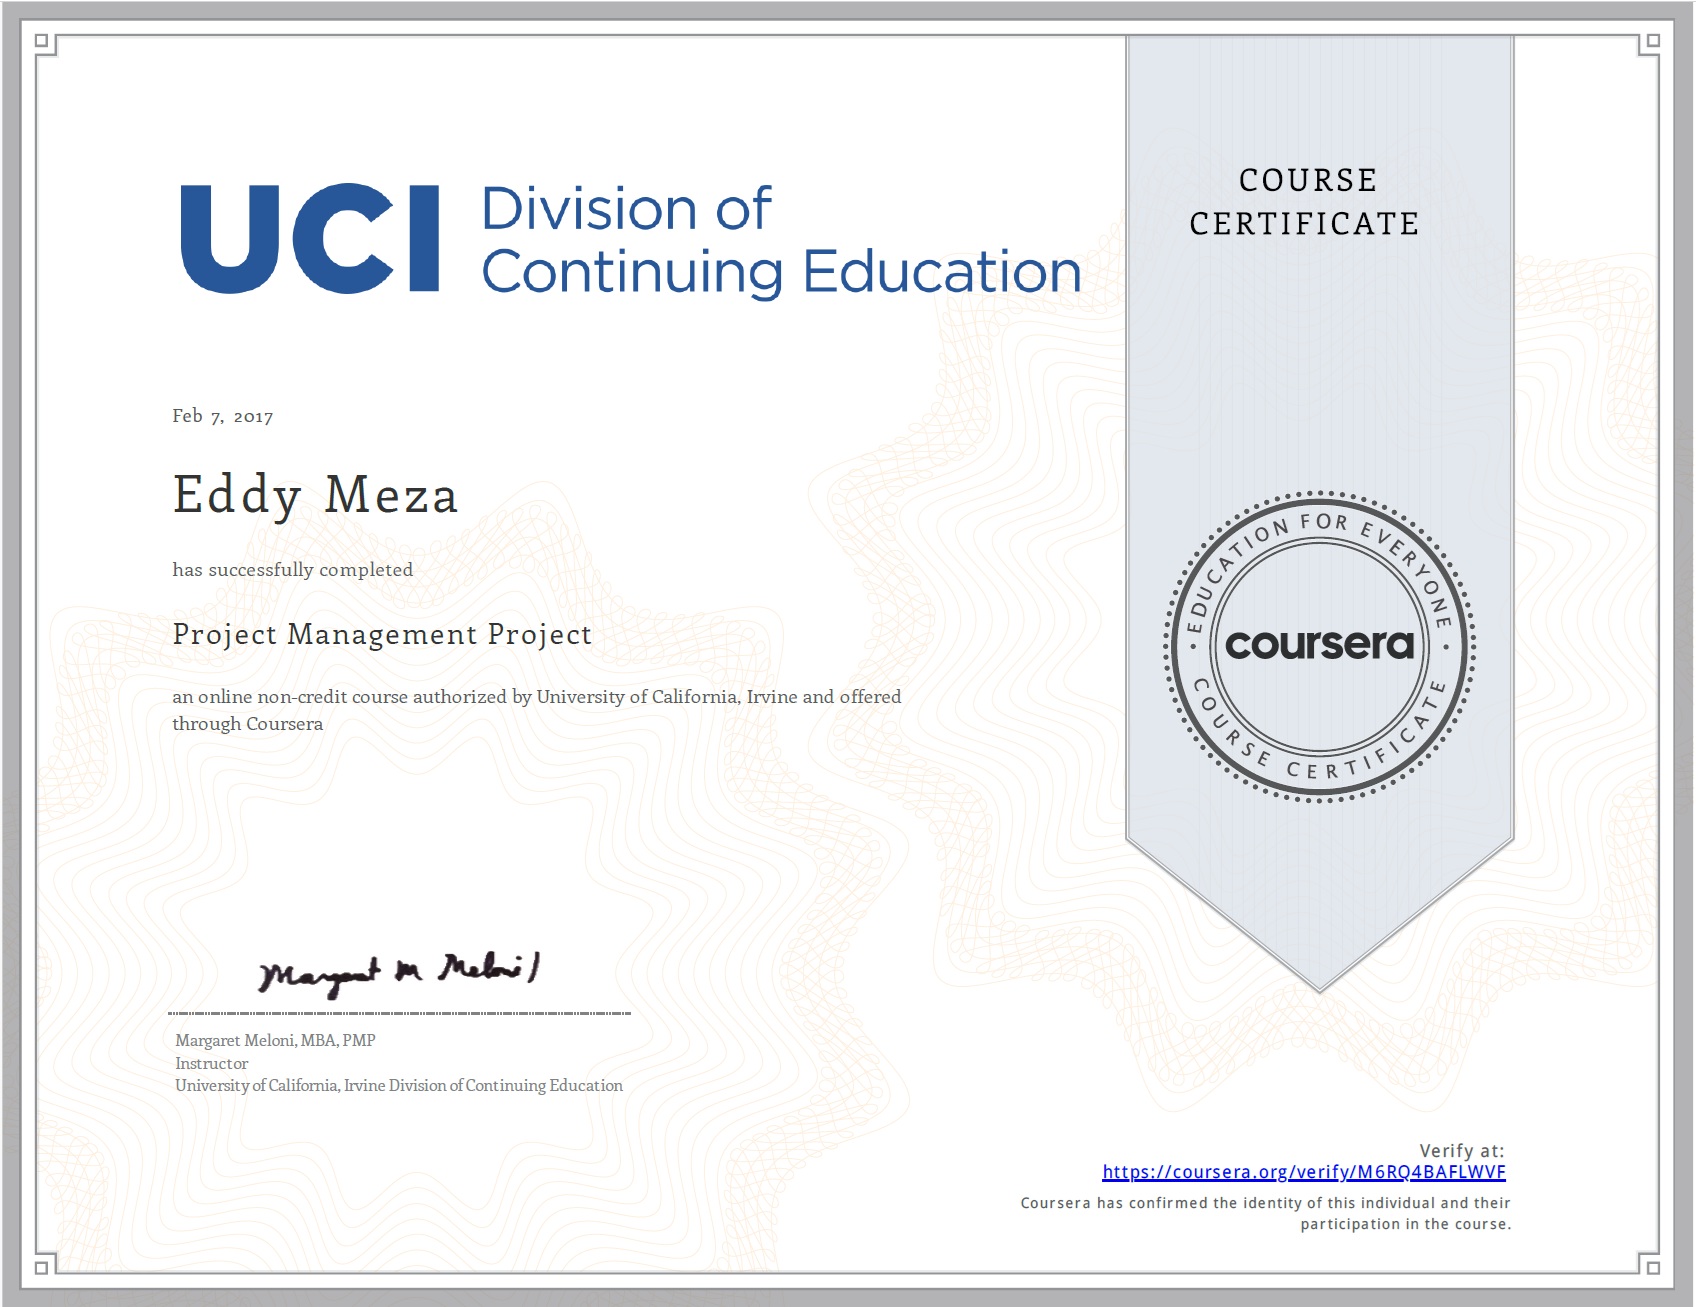 UCI Division of
Continuing Education
COURSE
CERTIFICATE
Feb 7, 2017
Eddy Meza
has successfully completed
Project Management Project
an online non-credit course authorized by University of California, Irvine and offered
through Coursera
EDUCATION FOR EVERYONE
coursera
COURSE CERTIFICATE
Margaret M Meloni
Margaret Meloni, MBA, PMP
Instructor
University of California, Irvine Division of Continuing Education
Verify at:
https://coursera.org/verify/M6RQ4BAFLWVF
Coursera has confirmed the identity of this individual and their
participation in the course.